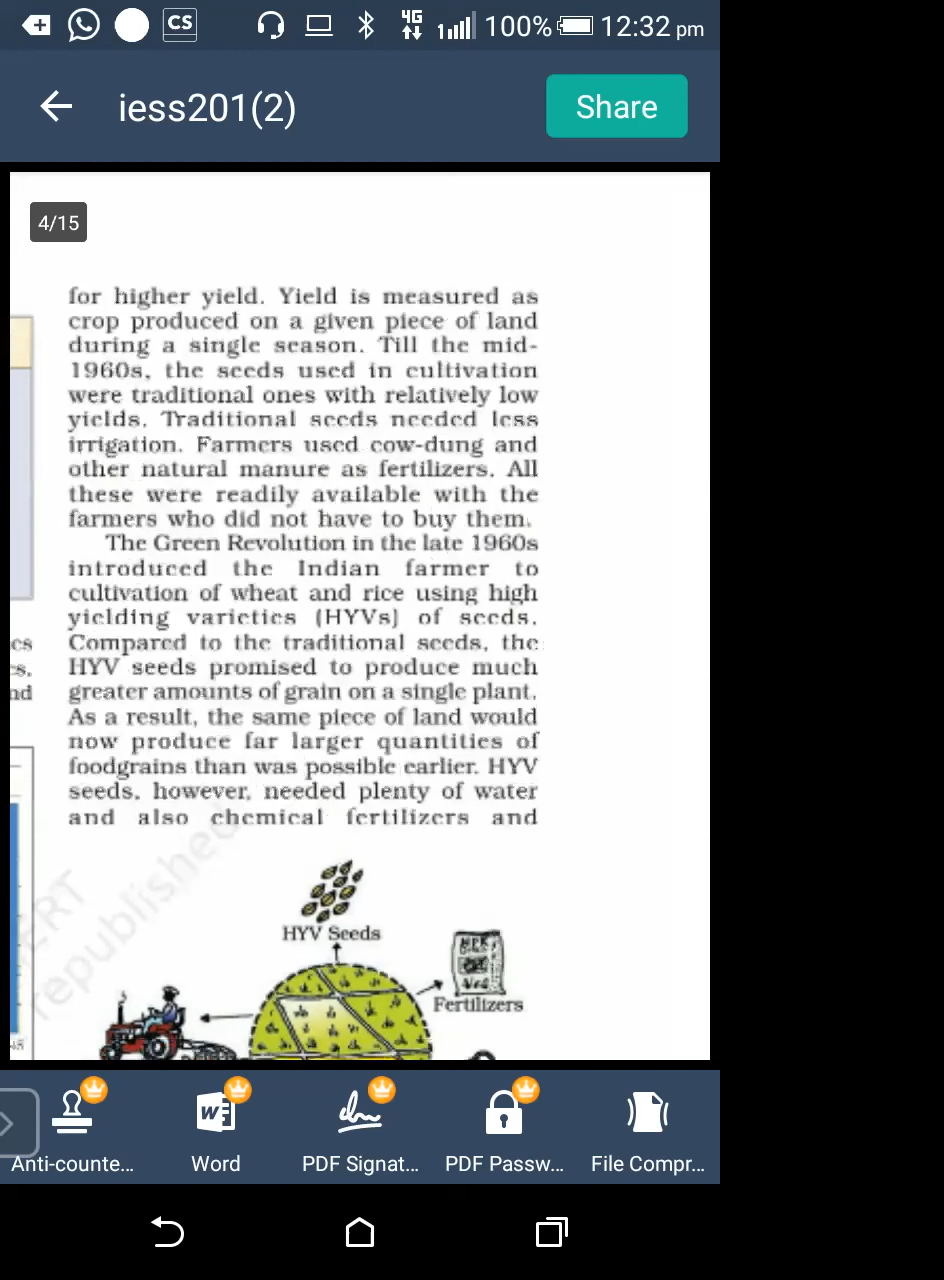 CS
4G
100%
12:32 pm
iess201(2)
Share
4/15
for higher yield. Yield is measured as
crop produced on a given piece of land
during a single season. Till the mid-
1960s, the seeds used in cultivation
were traditional ones with relatively low
yields. Traditional seeds needed less
irrigation. Farmers used cow-dung and
other natural manure as fertilizers. All
these were readily available with the
farmers who did not have to buy them.
The Green Revolution in the late 1960s
introduced the Indian farmer to
cultivation of wheat and rice using high
yielding varieties (HYVs) of seeds.
Compared to the traditional seeds, the
HYV seeds promised to produce much
greater amounts of grain on a single plant.
As a result, the same piece of land would
now produce far larger quantities of
foodgrains than was possible earlier. HYV
seeds, however, needed plenty of water
and also chemical fertilizers and
es
s.
nd
45
ERT
republished
HYV Seeds
Fertilizers
Anti-counte...
W
Word
PDF Signat...
PDF Passw...
File Compr...